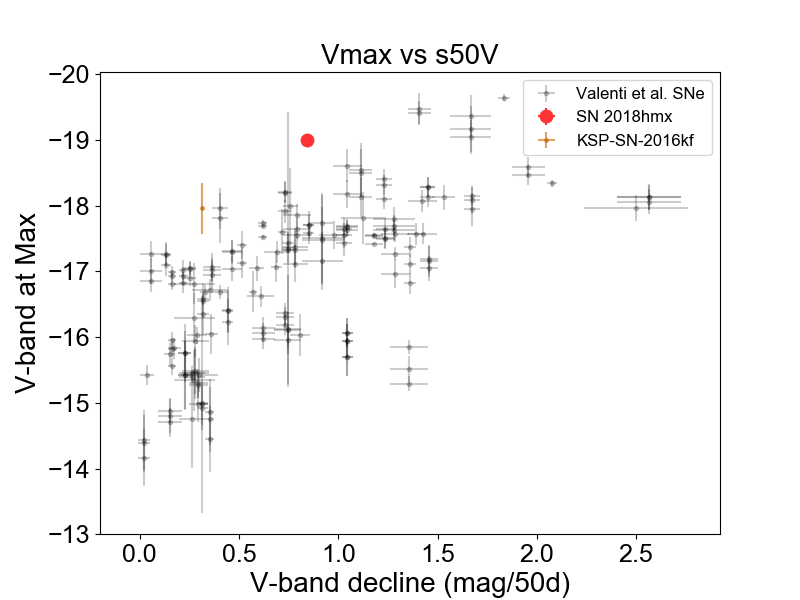 Vmax vs s50V
Valenti et al. SNe
SN 2018hmx
KSP-SN-2016kf
−20
−19
−18
−17
−16
−15
−14
−13
V-band at Max
0.0 0.5 1.0 1.5 2.0 2.5
V-band decline (mag/50d)